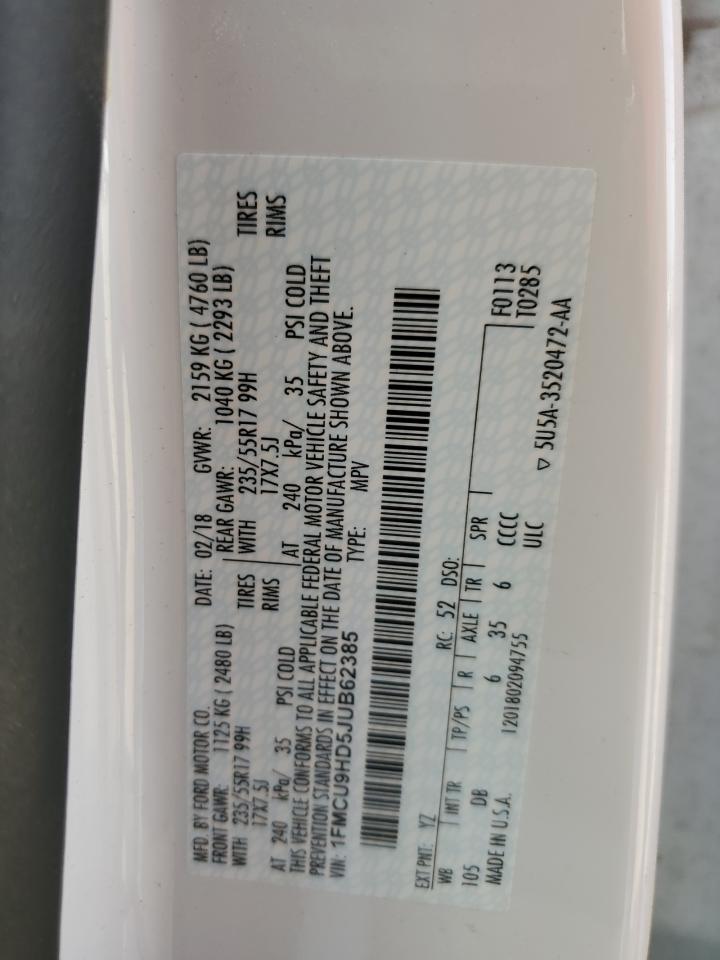 MFD. BY FORD MOTOR CO. DATE: 02/18 GVWR: 2159 KG ( 4760 LB)
FRONT GAWR: 1125 KG ( 2480 LB) REAR GAWR: 1040 KG ( 2293 LB)
WITH 235/55R17 99H TIRES WITH 235/55R17 99H TIRES
17X7.5J RIMS 17X7.5J RIMS
AT 240 kPa/ 35 PSI COLD AT 240 kPa/ 35 PSI COLD
THIS VEHICLE CONFORMS TO ALL APPLICABLE FEDERAL MOTOR VEHICLE SAFETY AND THEFT
PREVENTION STANDARDS IN EFFECT ON THE DATE OF MANUFACTURE SHOWN ABOVE.
VIN: 1FMCU9HD5JUB62385 TYPE: MPV
EXT PNT: YZ RC: 52 DSO:
WB INT TR TP/PS R AXLE TR SPR F0113
105 DB 6 35 6 CCCC T0285
MADE IN U.S.A. 1201802094755 ULC
▽ 5U5A-3520472-AA